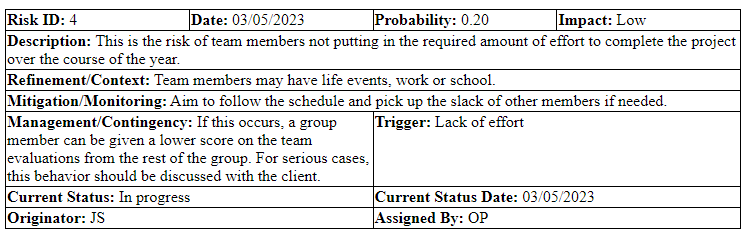 Risk ID: 4 Date: 03/05/2023 Probability: 0.20 Impact: Low
Description: This is the risk of team members not putting in the required amount of effort to complete the project
over the course of the year.
Refinement/Context: Team members may have life events, work or school.
Mitigation/Monitoring: Aim to follow the schedule and pick up the slack of other members if needed.
Management/Contingency: If this occurs, a group
member can be given a lower score on the team
evaluations from the rest of the group. For serious cases,
this behavior should be discussed with the client.
Trigger: Lack of effort
Current Status: In progress Current Status Date: 03/05/2023
Originator: JS Assigned By: OP